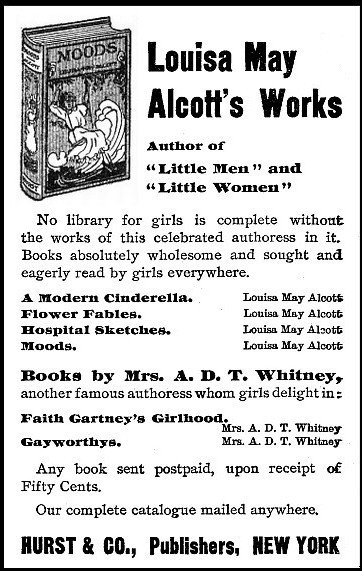 MOODS
HURST
Louisa May
Alcott's Works
Author of
"Little Men" and
"Little Women"
No library for girls is complete without
the works of this celebrated authoress in it.
Books absolutely wholesome and sought and
eagerly read by girls everywhere.
A Modern Cinderella. Louisa May Alcott
Flower Fables. Louisa May Alcott
Hospital Sketches. Louisa May Alcott
Moods. Louisa May Alcott
Books by Mrs. A. D. T. Whitney,
another famous authoress whom girls delight in:
Faith Gartney's Girlhood.
Mrs. A. D. T. Whitney
Gayworthys. Mrs. A. D. T. Whitney
Any book sent postpaid, upon receipt of
Fifty Cents.
Our complete catalogue mailed anywhere.
HURST & CO., Publishers, NEW YORK